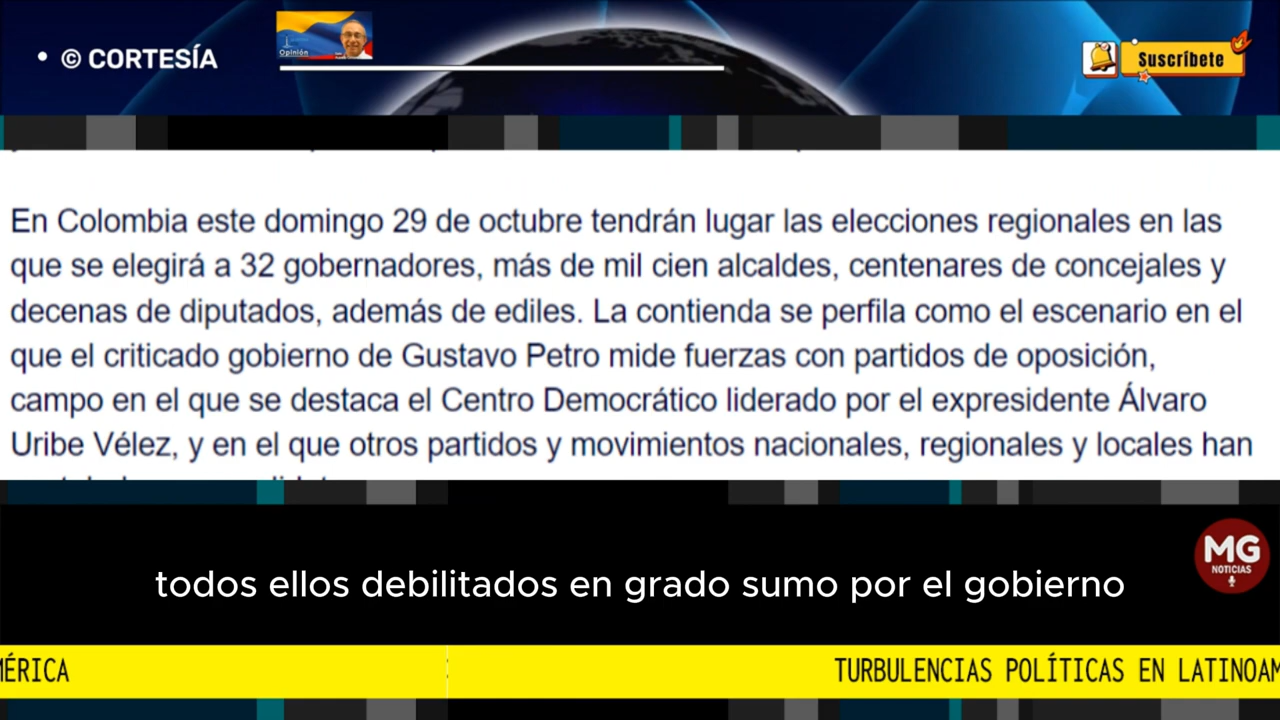 • © CORTESÍA
Opinión
Suscríbete
En Colombia este domingo 29 de octubre tendrán lugar las elecciones regionales en las
que se elegirá a 32 gobernadores, más de mil cien alcaldes, centenares de concejales y
decenas de diputados, además de ediles. La contienda se perfila como el escenario en el
que el criticado gobierno de Gustavo Petro mide fuerzas con partidos de oposición,
campo en el que se destaca el Centro Democrático liderado por el expresidente Álvaro
Uribe Vélez, y en el que otros partidos y movimientos nacionales, regionales y locales han
todos ellos debilitados en grado sumo por el gobierno
MG
NOTICIAS
MÉRICA
TURBULENCIAS POLÍTICAS EN LATINOAM